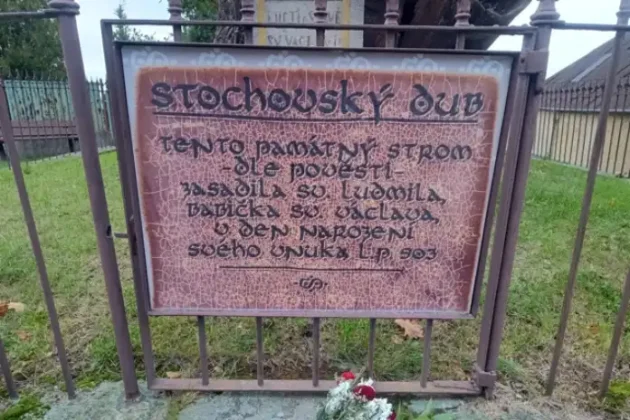 STOCHOVSKÝ DUB
TENTO PAMÁTNÝ STROM
-DLE POVĚSTI-
ZASADILA SV. LUDMILA,
BABIČKA SV. VÁCLAVA,
V DEN NAROZENÍ
SVÉHO VNUKA L.P. 903